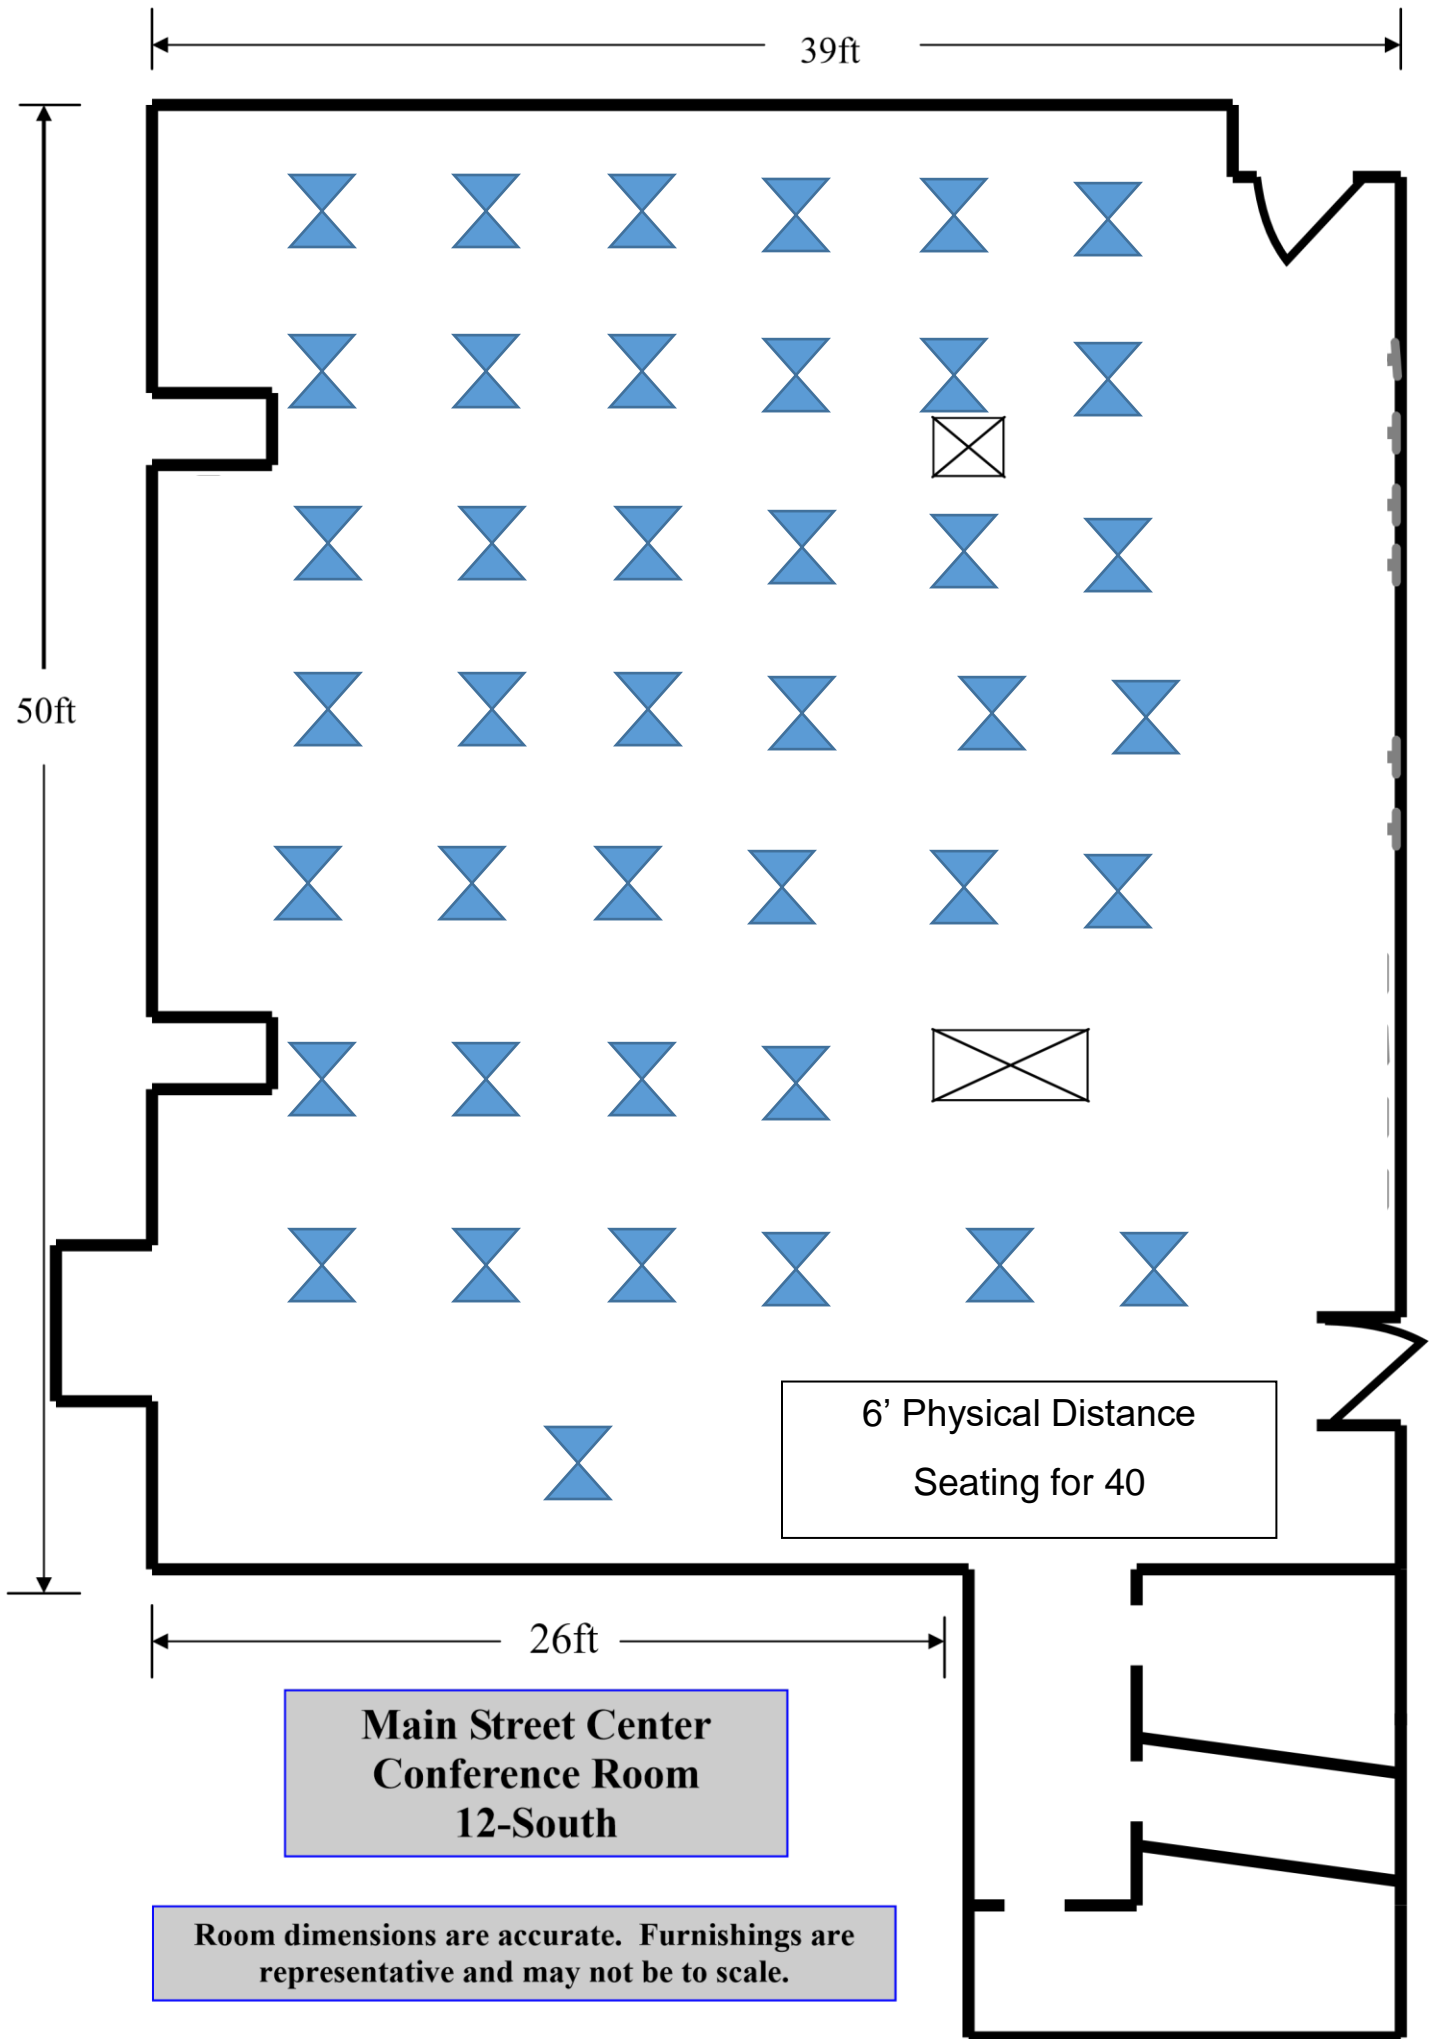 39ft
50ft
6’ Physical Distance
Seating for 40
26ft
Main Street Center
Conference Room
12-South
Room dimensions are accurate.  Furnishings are
representative and may not be to scale.